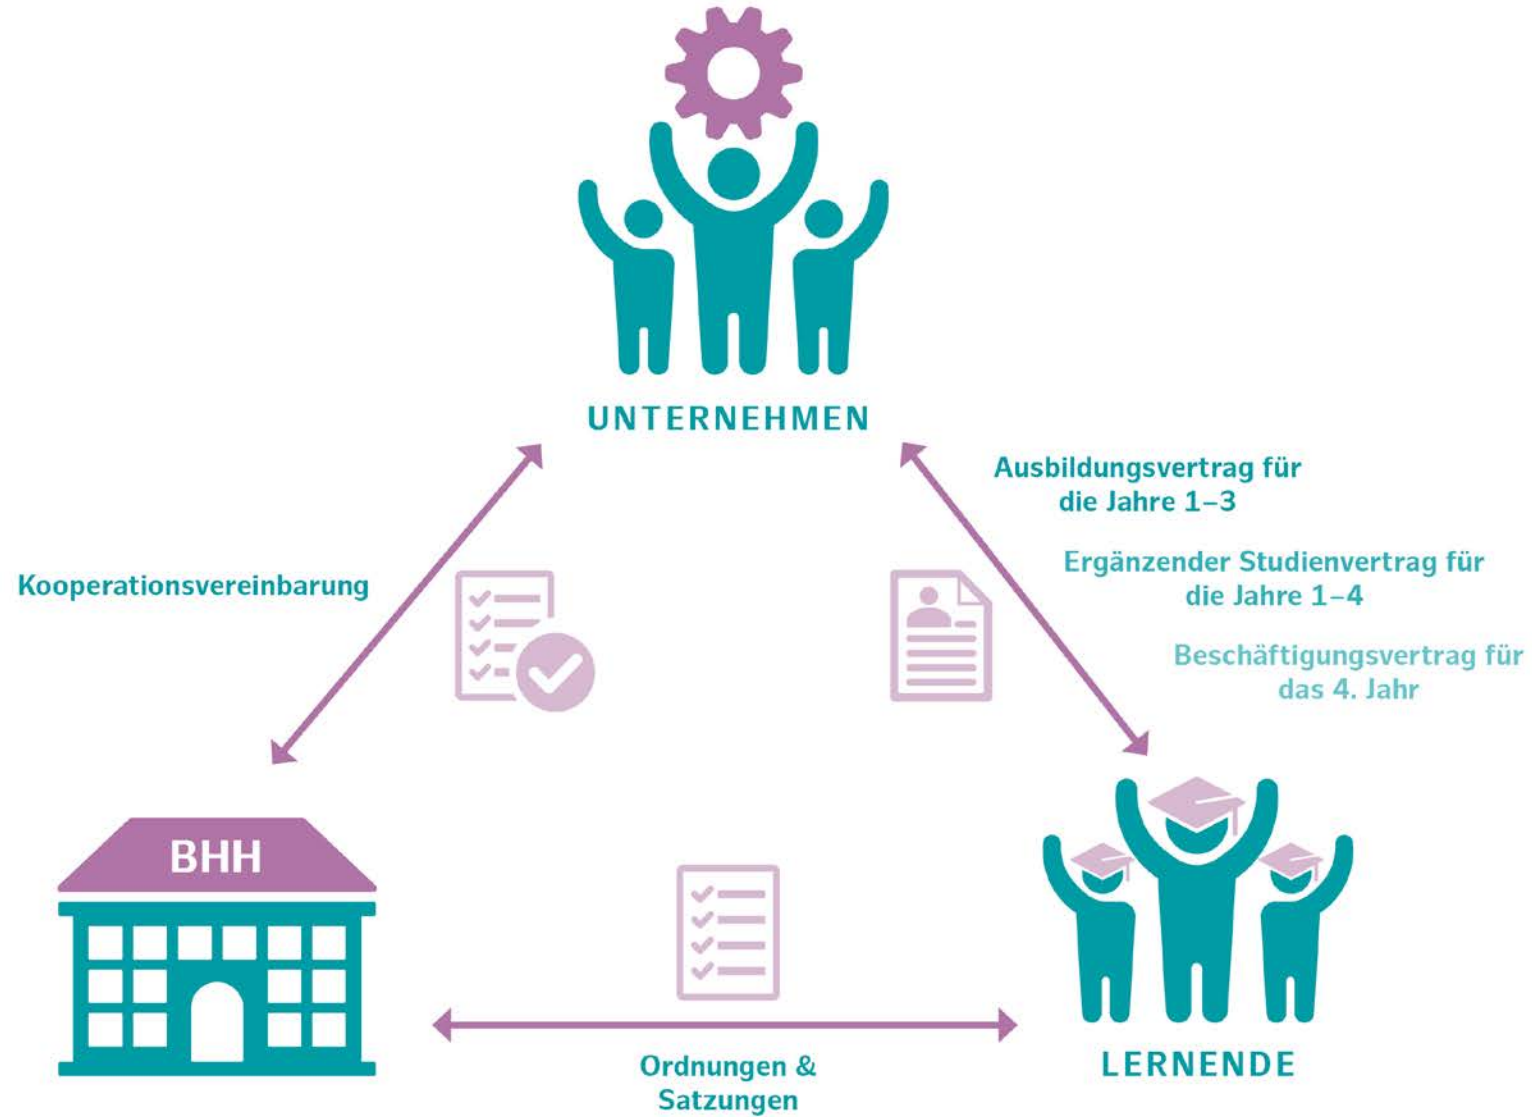 UNTERNEHMEN
Ausbildungsvertrag für
die Jahre 1–3
Ergänzender Studienvertrag für
die Jahre 1–4
Beschäftigungsvertrag für
das 4. Jahr
Kooperationsvereinbarung
BHH
Ordnungen &
Satzungen
LERNENDE